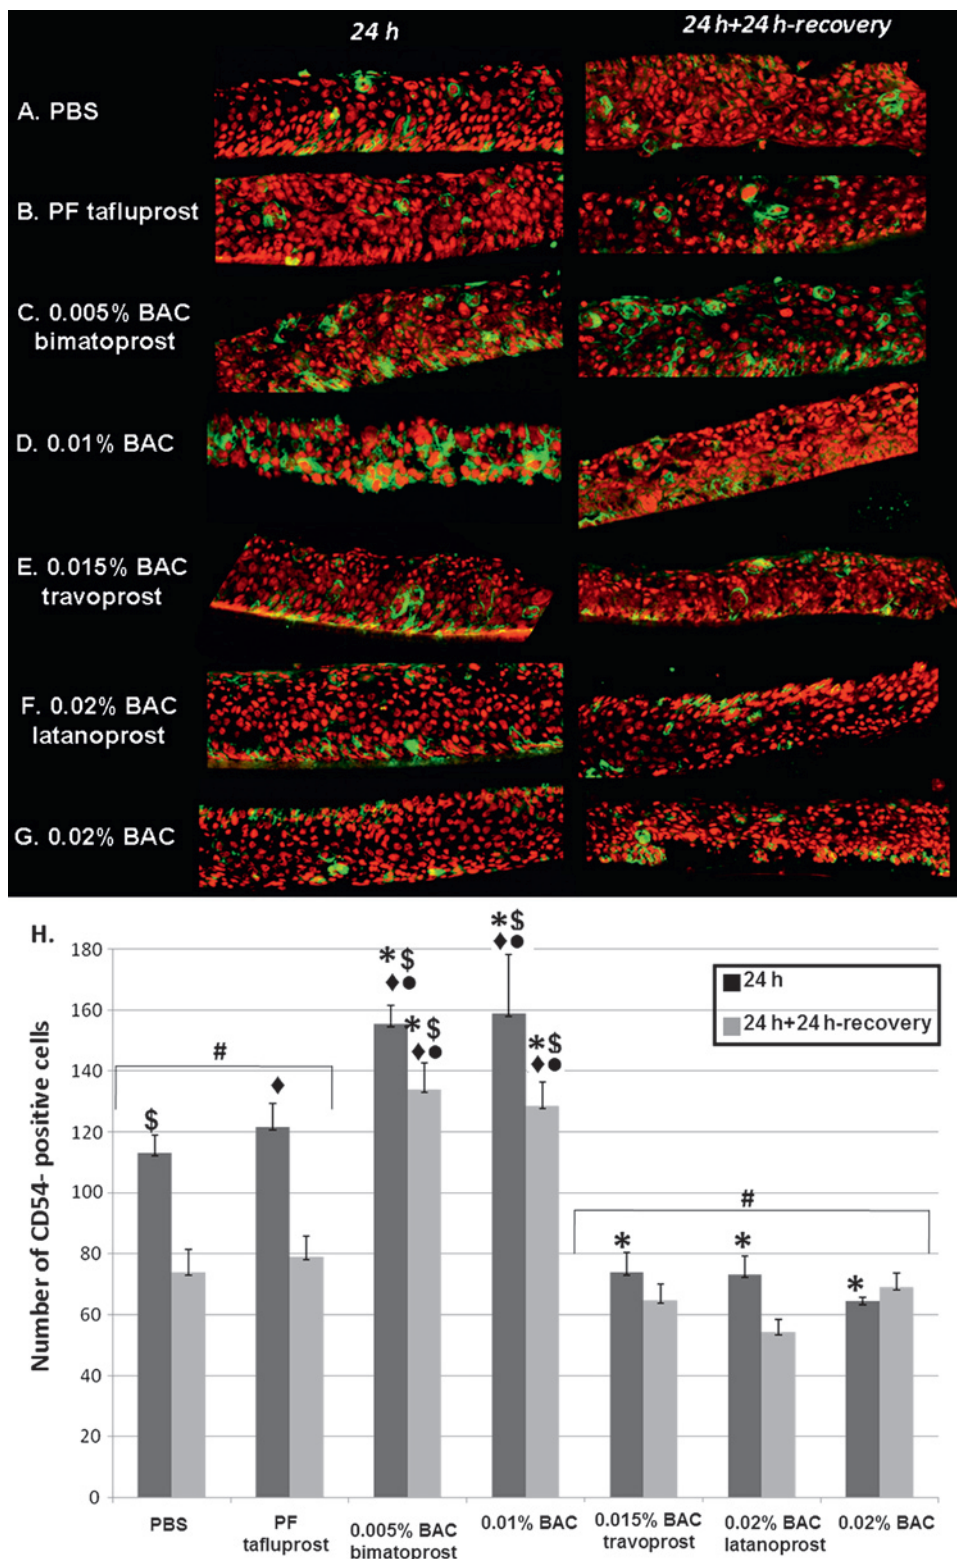 24 h
24 h+24 h-recovery
A. PBS
B. PF tafluprost
C. 0.005% BAC
bimatoprost
D. 0.01% BAC
E. 0.015% BAC
travoprost
F. 0.02% BAC
latanoprost
G. 0.02% BAC
H.
Number of CD54- positive cells
180
160
140
120
100
80
60
40
20
0
24 h
24 h+24 h-recovery
#
$
♦
*$
♦●
*$
♦●
*$
♦●
*$
♦●
#
*
*
*
PBS
PF
tafluprost
0.005% BAC
bimatoprost
0.01% BAC
0.015% BAC
travoprost
0.02% BAC
latanoprost
0.02% BAC